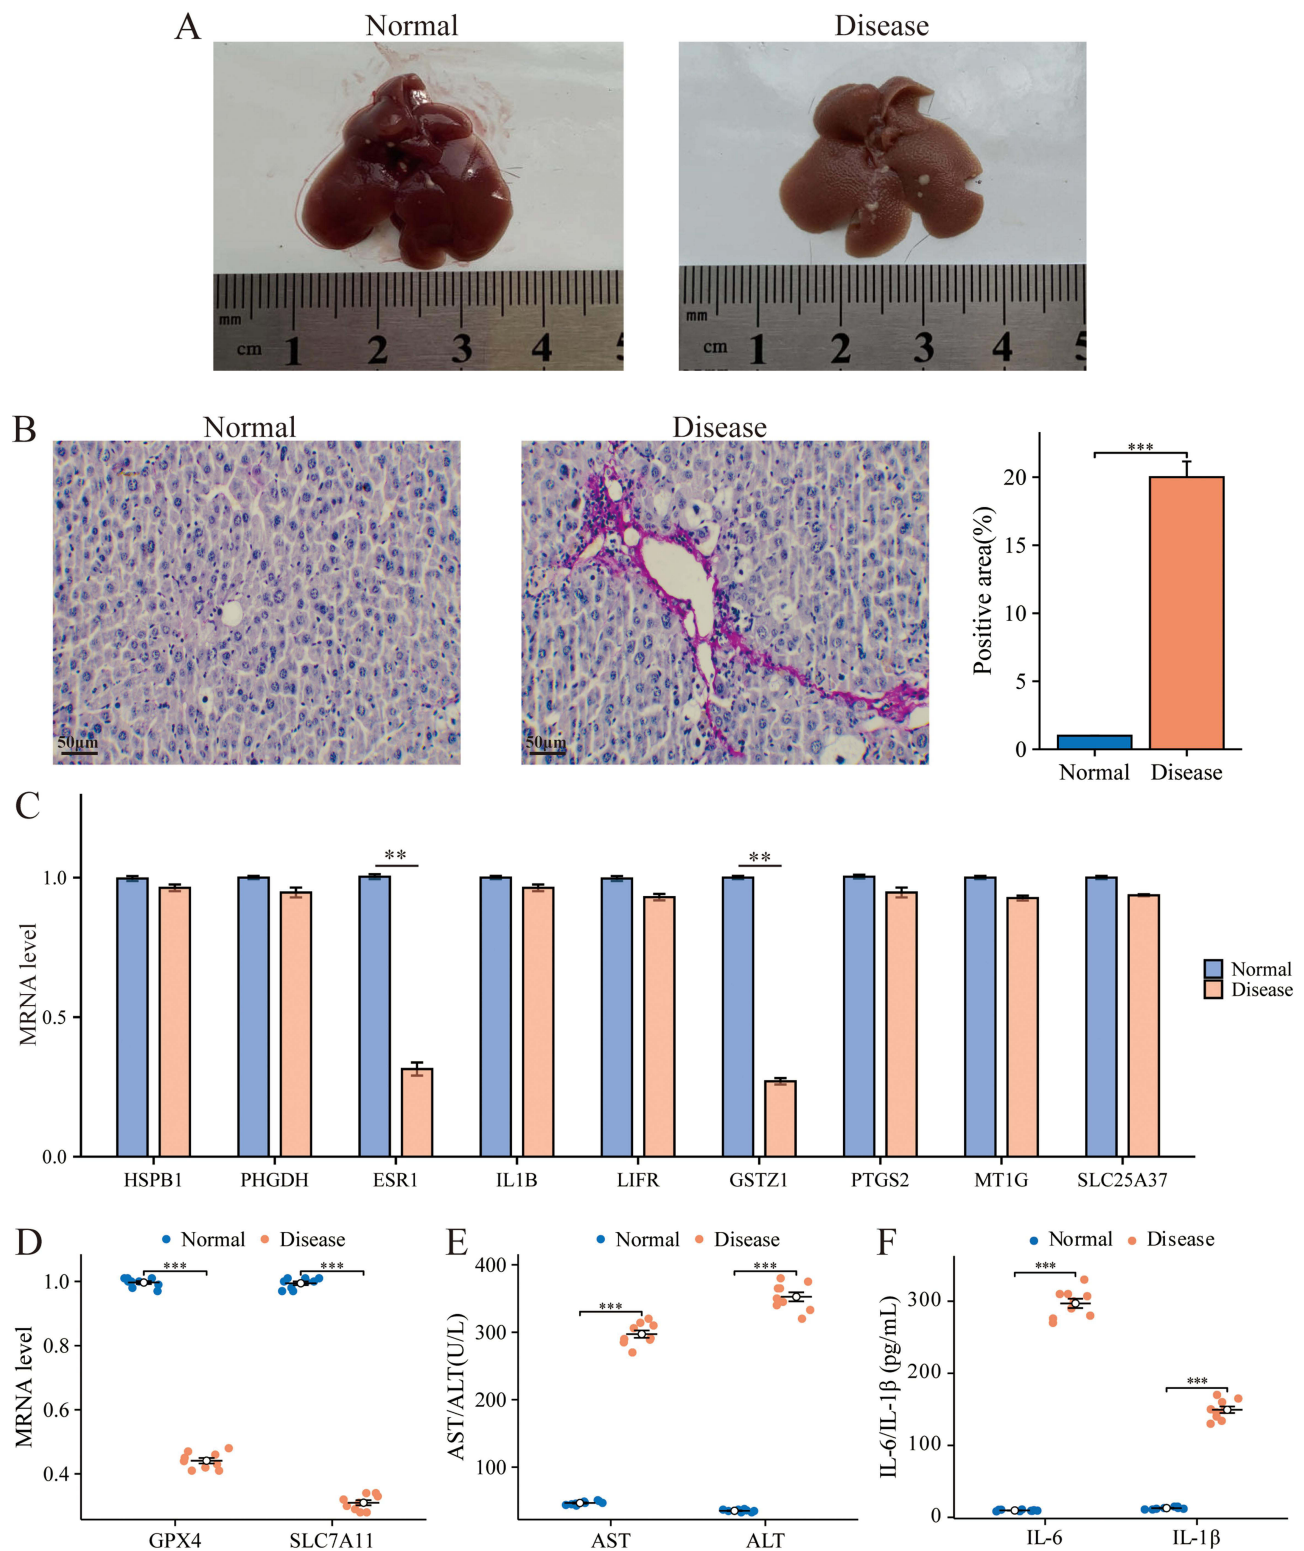 A
Normal
Disease
mm
cm 1 2 3 4 5
mm
cm 1 2 3 4 5
B
Normal
Disease
50μm
50μm
Positive area(%)
20
15
10
5
0
***
Normal
Disease
C
MRNA level
1.0
0.5
0.0
**
**
HSPB1
PHGDH
ESR1
IL1B
LIFR
GSTZ1
PTGS2
MT1G
SLC25A37
Normal
Disease
D
Normal
Disease
MRNA level
1.0
0.8
0.6
0.4
***
***
GPX4
SLC7A11
E
Normal
Disease
AST/ALT(U/L)
400
300
200
100
***
***
AST
ALT
F
Normal
Disease
IL-6/IL-1β (pg/mL)
300
200
100
0
***
***
IL-6
IL-1β